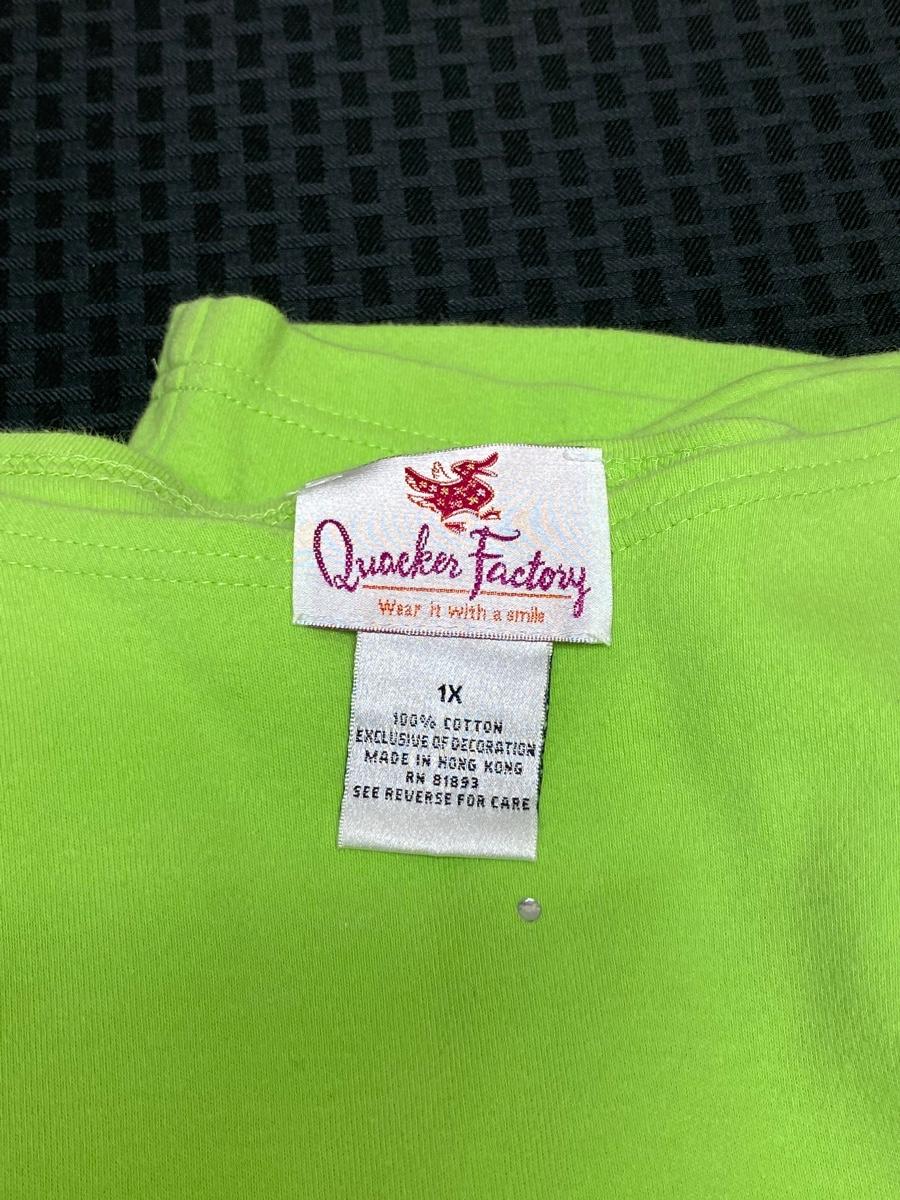 Quacker Factory
Wear it with a smile
1X
100% COTTON
EXCLUSIVE OF DECORATION
MADE IN HONG KONG
RN 81893
SEE REVERSE FOR CARE